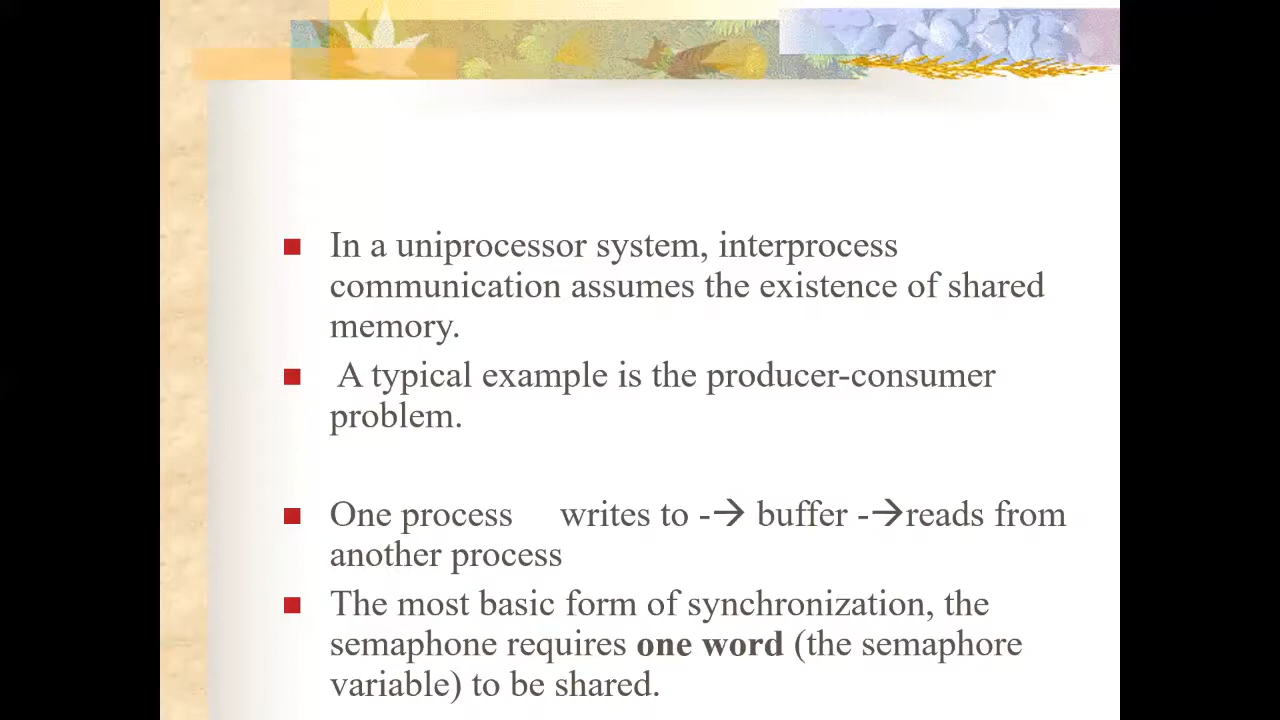 In a uniprocessor system, interprocess
communication assumes the existence of shared
memory.
A typical example is the producer-consumer
problem.
One process writes to -→ buffer -→reads from
another process
The most basic form of synchronization, the
semaphone requires one word (the semaphore
variable) to be shared.